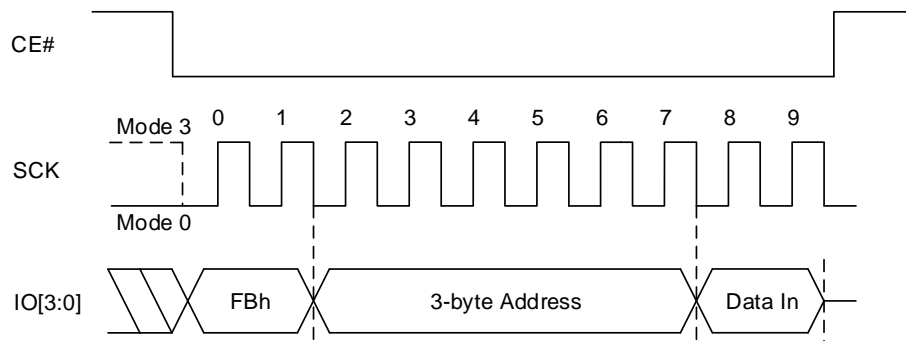 CE#
0 1 2 3 4 5 6 7 8 9
Mode 3
SCK
Mode 0
IO[3:0] FBh 3-byte Address Data In